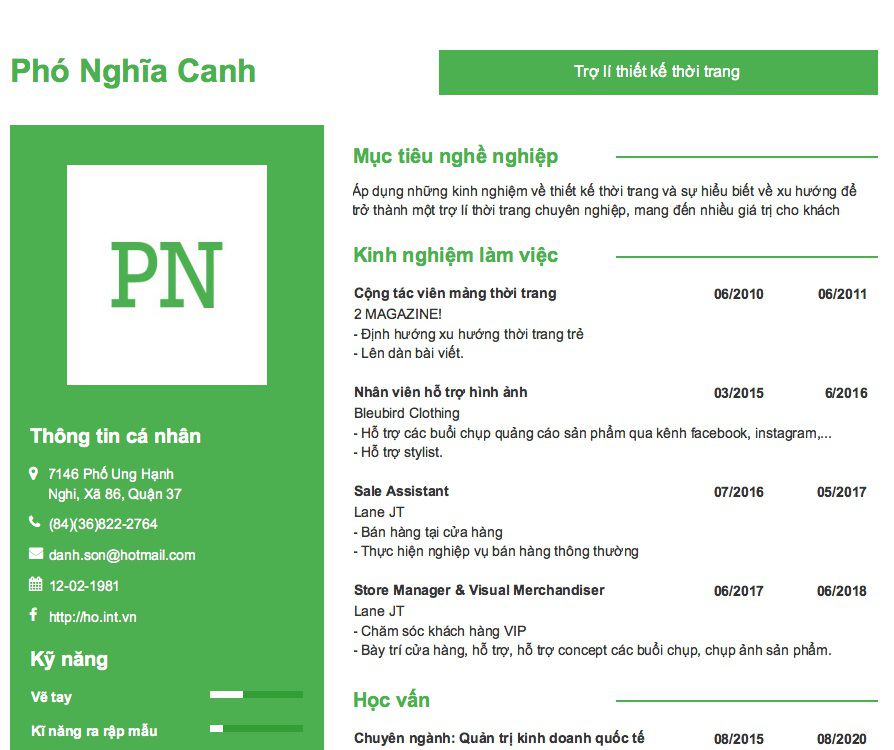 Phó Nghĩa Canh
Trợ lí thiết kế thời trang
PN
Thông tin cá nhân
7146 Phố Ung Hạnh
Nghi, Xã 86, Quận 37
(84)(36)822-2764
danh.son@hotmail.com
12-02-1981
http://ho.int.vn
Kỹ năng
Vẽ tay
Kĩ năng ra rập mẫu
Mục tiêu nghề nghiệp
Áp dụng những kinh nghiệm về thiết kế thời trang và sự hiểu biết về xu hướng để
trở thành một trợ lí thời trang chuyên nghiệp, mang đến nhiều giá trị cho khách
Kinh nghiệm làm việc
Cộng tác viên mảng thời trang 06/2010 06/2011
2 MAGAZINE!
- Định hướng xu hướng thời trang trẻ
- Lên dàn bài viết.
Nhân viên hỗ trợ hình ảnh 03/2015 6/2016
Bleubird Clothing
- Hỗ trợ các buổi chụp quảng cáo sản phẩm qua kênh facebook, instagram,...
- Hỗ trợ stylist.
Sale Assistant 07/2016 05/2017
Lane JT
- Bán hàng tại cửa hàng
- Thực hiện nghiệp vụ bán hàng thông thường
Store Manager & Visual Merchandiser 06/2017 06/2018
Lane JT
- Chăm sóc khách hàng VIP
- Bày trí cửa hàng, hỗ trợ, hỗ trợ concept các buổi chụp, chụp ảnh sản phẩm.
Học vấn
Chuyên ngành: Quản trị kinh doanh quốc tế 08/2015 08/2020